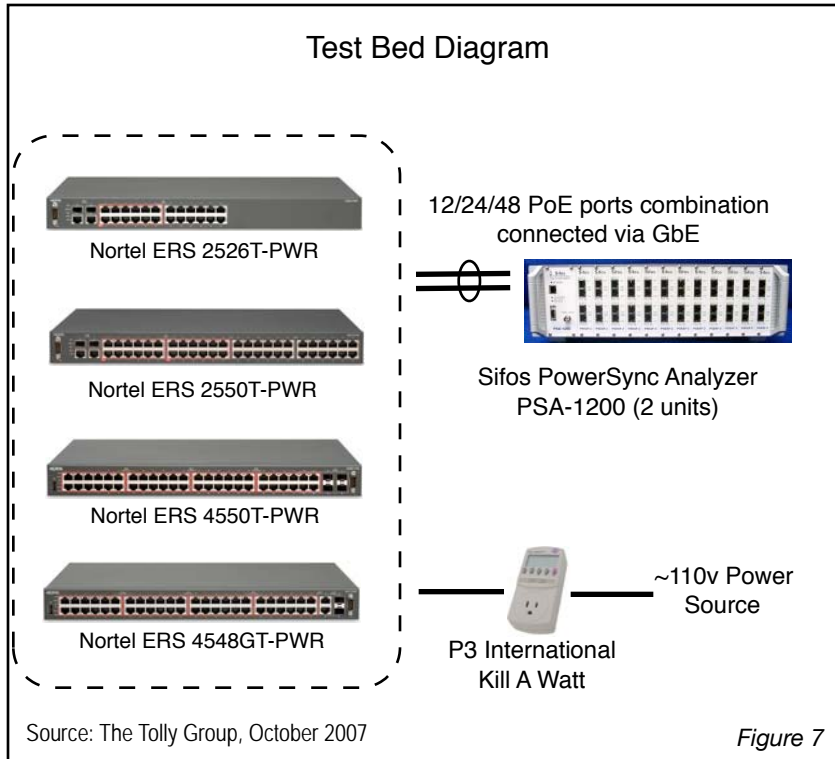 Test Bed Diagram
Nortel ERS 2526T-PWR
Nortel ERS 2550T-PWR
Nortel ERS 4550T-PWR
Nortel ERS 4548GT-PWR
12/24/48 PoE ports combination
connected via GbE
Sifos PowerSync Analyzer
PSA-1200 (2 units)
P3 International
Kill A Watt
~110v Power
Source
Source: The Tolly Group, October 2007
Figure 7